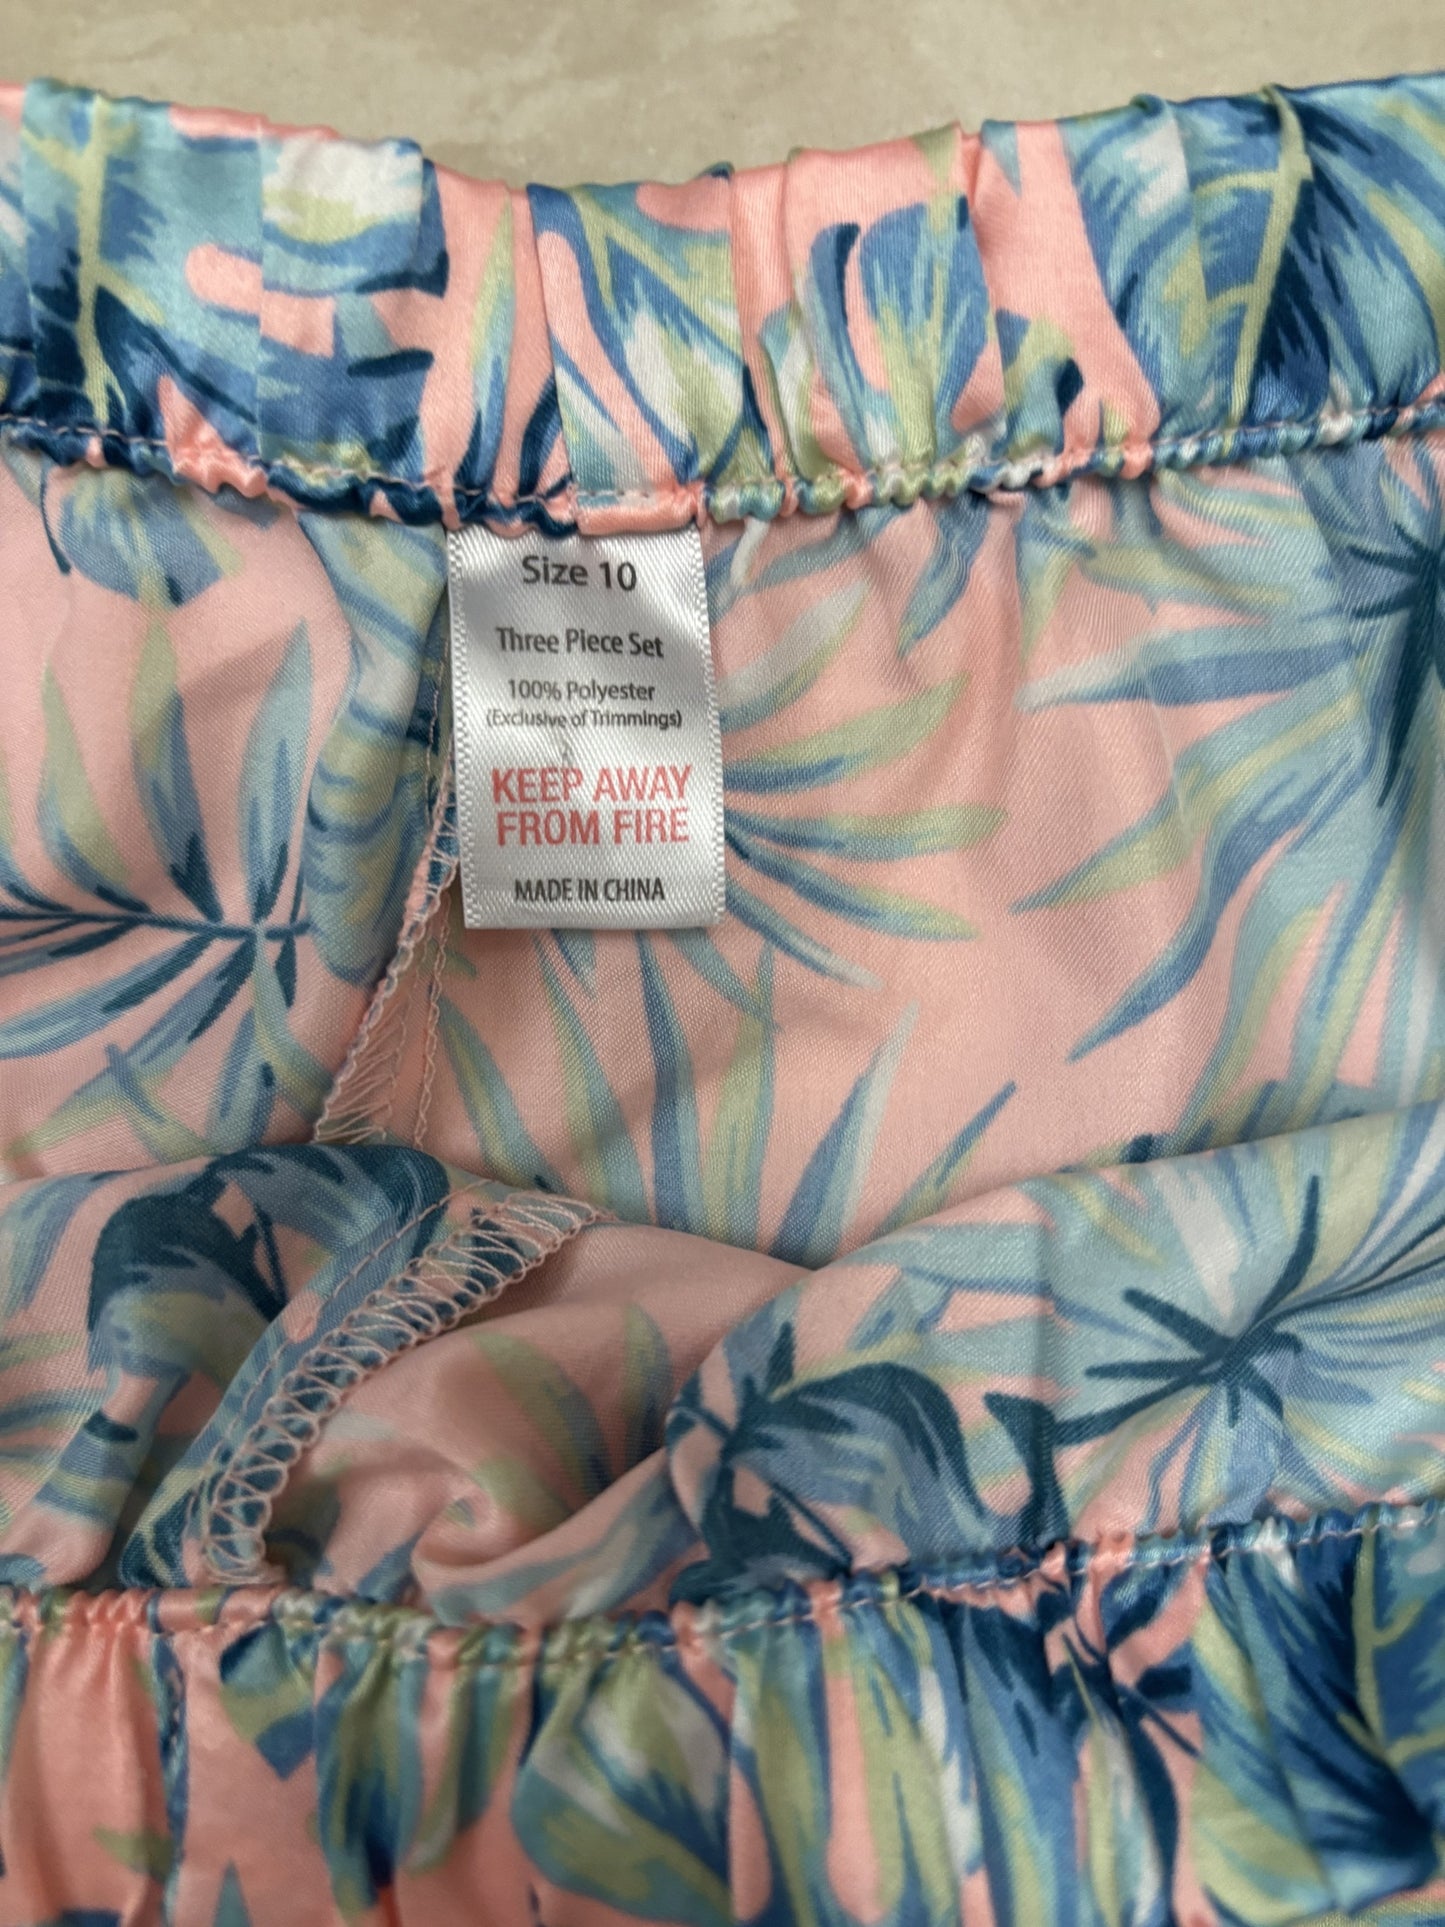 Size 10
Three Piece Set
100% Polyester
(Exclusive of Trimmings)
KEEP AWAY
FROM FIRE
MADE IN CHINA